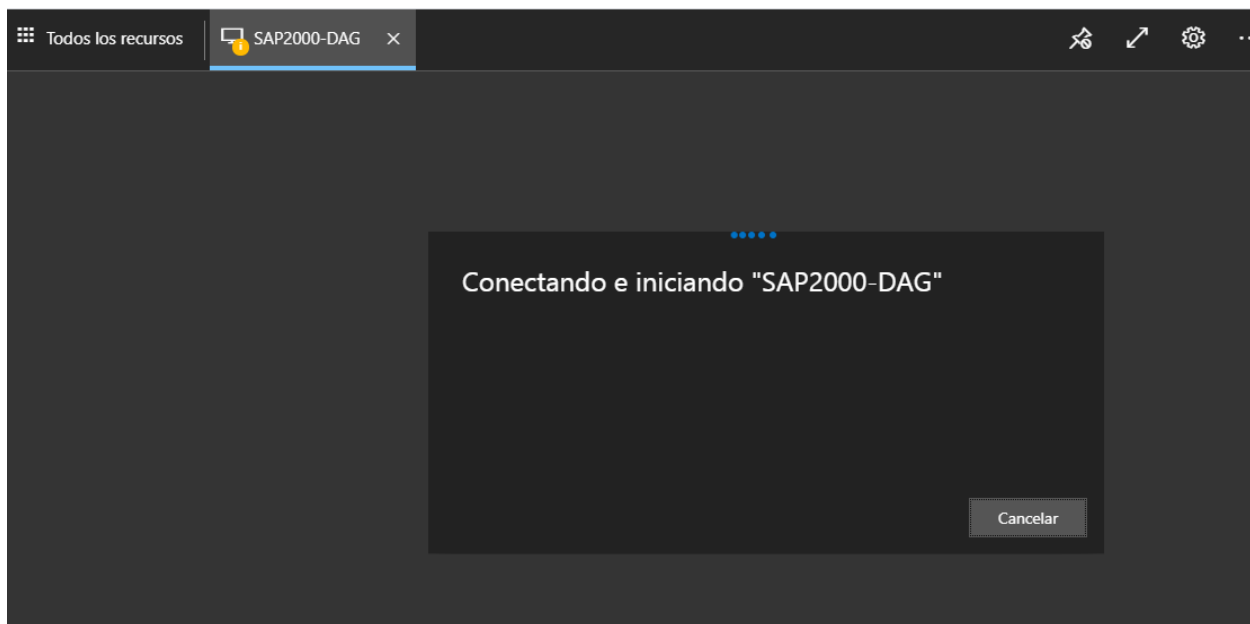 Todos los recursos
SAP2000-DAG
Conectando e iniciando "SAP2000-DAG"
Cancelar